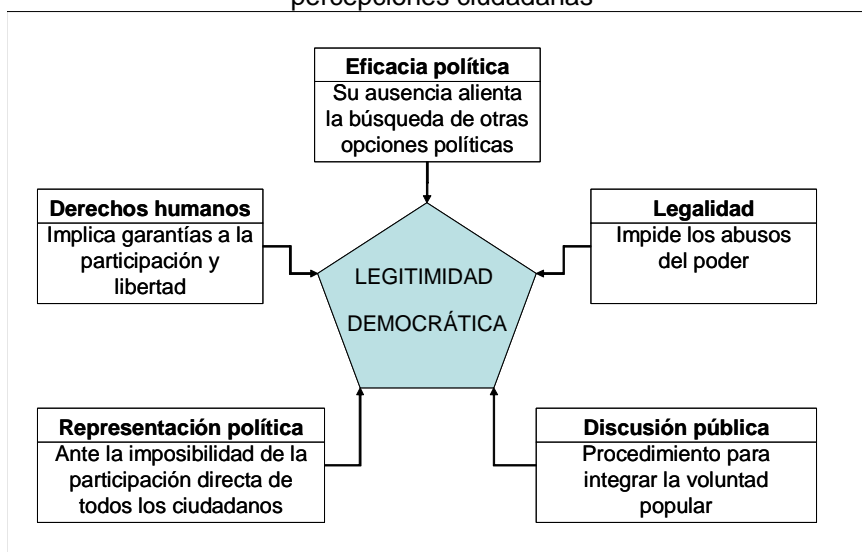 percepciones ciudadanas
Eficacia política
Su ausencia alienta
la búsqueda de otras
opciones políticas
Derechos humanos
Implica garantías a la
participación y
libertad
Legalidad
Impide los abusos
del poder
LEGITIMIDAD
DEMOCRÁTICA
Representación política
Ante la imposibilidad de la
participación directa de
todos los ciudadanos
Discusión pública
Procedimiento para
integrar la voluntad
popular